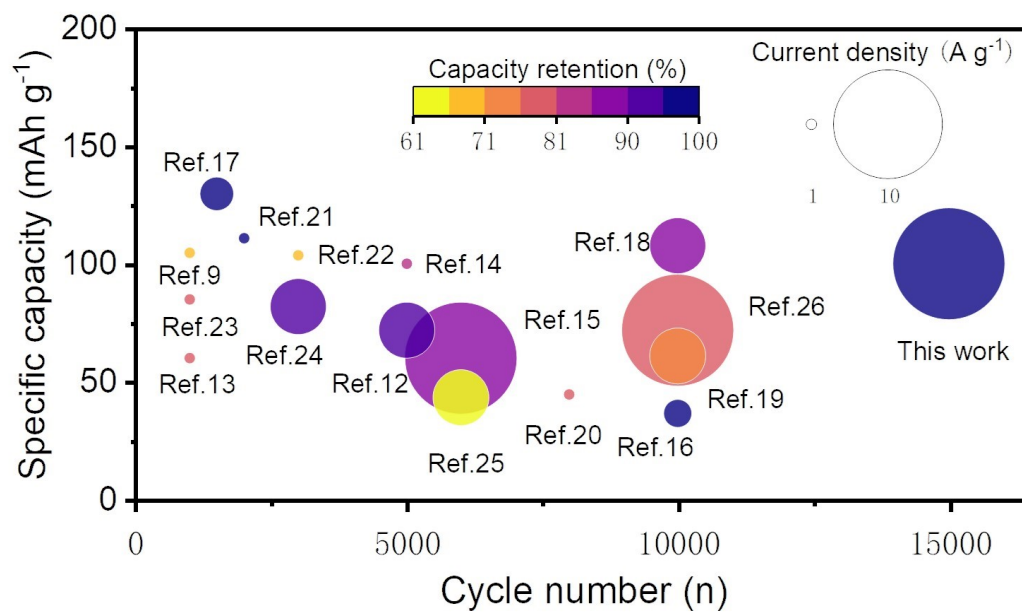 200
150
100
50
0
Specific capacity (mAh g⁻¹)
Capacity retention (%)
61 71 81 90 100
Current density (A g⁻¹)
1 10
Ref.17
Ref.21
Ref.9
Ref.22
Ref.14
Ref.18
Ref.23
Ref.24
Ref.15
Ref.26
Ref.13
Ref.12
This work
Ref.19
Ref.20
Ref.16
Ref.25
0 5000 10000 15000
Cycle number (n)